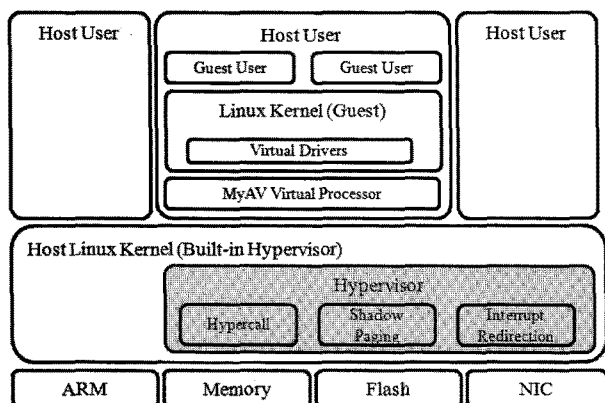 Host User
Host User
Host User
Guest User
Guest User
Linux Kernel (Guest)
Virtual Drivers
MyAV Virtual Processor
Host Linux Kernel (Built-in Hypervisor)
Hypervisor
Hypercall
Shadow
Paging
Interrupt
Redirection
ARM
Memory
Flash
NIC